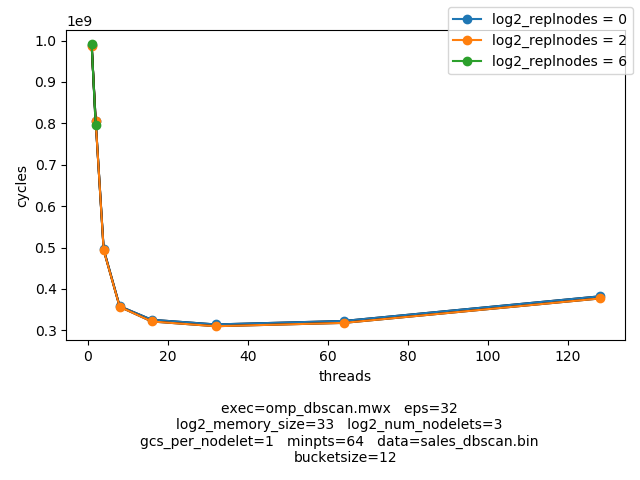 1e9
log2_replnodes = 0
log2_replnodes = 2
log2_replnodes = 6
1.0
0.9
0.8
0.7
0.6
0.5
0.4
0.3
cycles
0 20 40 60 80 100 120
threads
exec=omp_dbscan.mwx eps=32
log2_memory_size=33 log2_num_nodelets=3
gcs_per_nodelet=1 minpts=64 data=sales_dbscan.bin
bucketsize=12